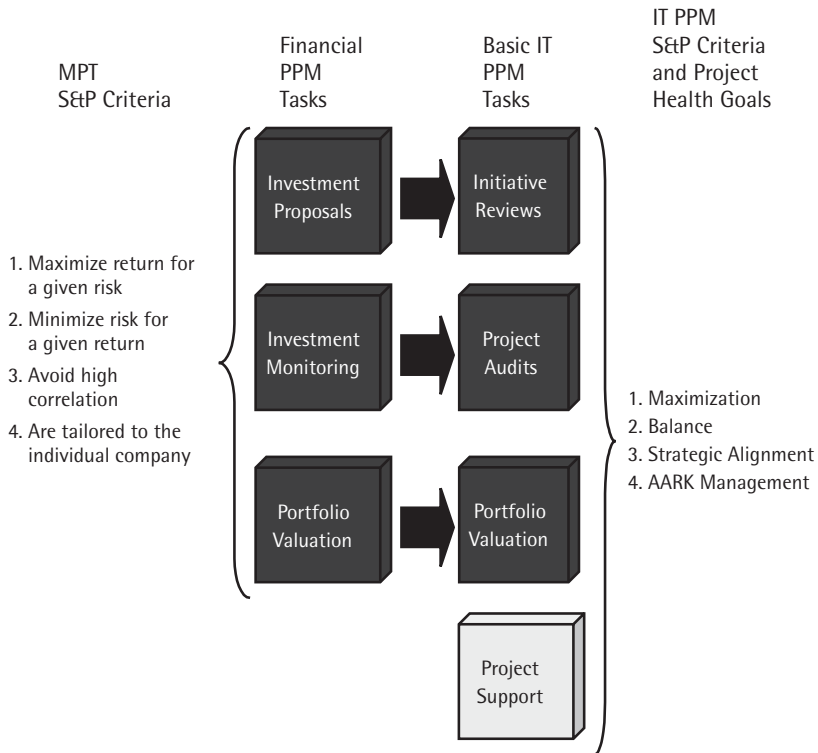 MPT
S&P Criteria
Financial
PPM
Tasks
Basic IT
PPM
Tasks
IT PPM
S&P Criteria
and Project
Health Goals
1. Maximize return for
a given risk
2. Minimize risk for
a given return
3. Avoid high
correlation
4. Are tailored to the
individual company
Investment
Proposals
Initiative
Reviews
Investment
Monitoring
Project
Audits
Portfolio
Valuation
Portfolio
Valuation
Project
Support
1. Maximization
2. Balance
3. Strategic Alignment
4. AARK Management